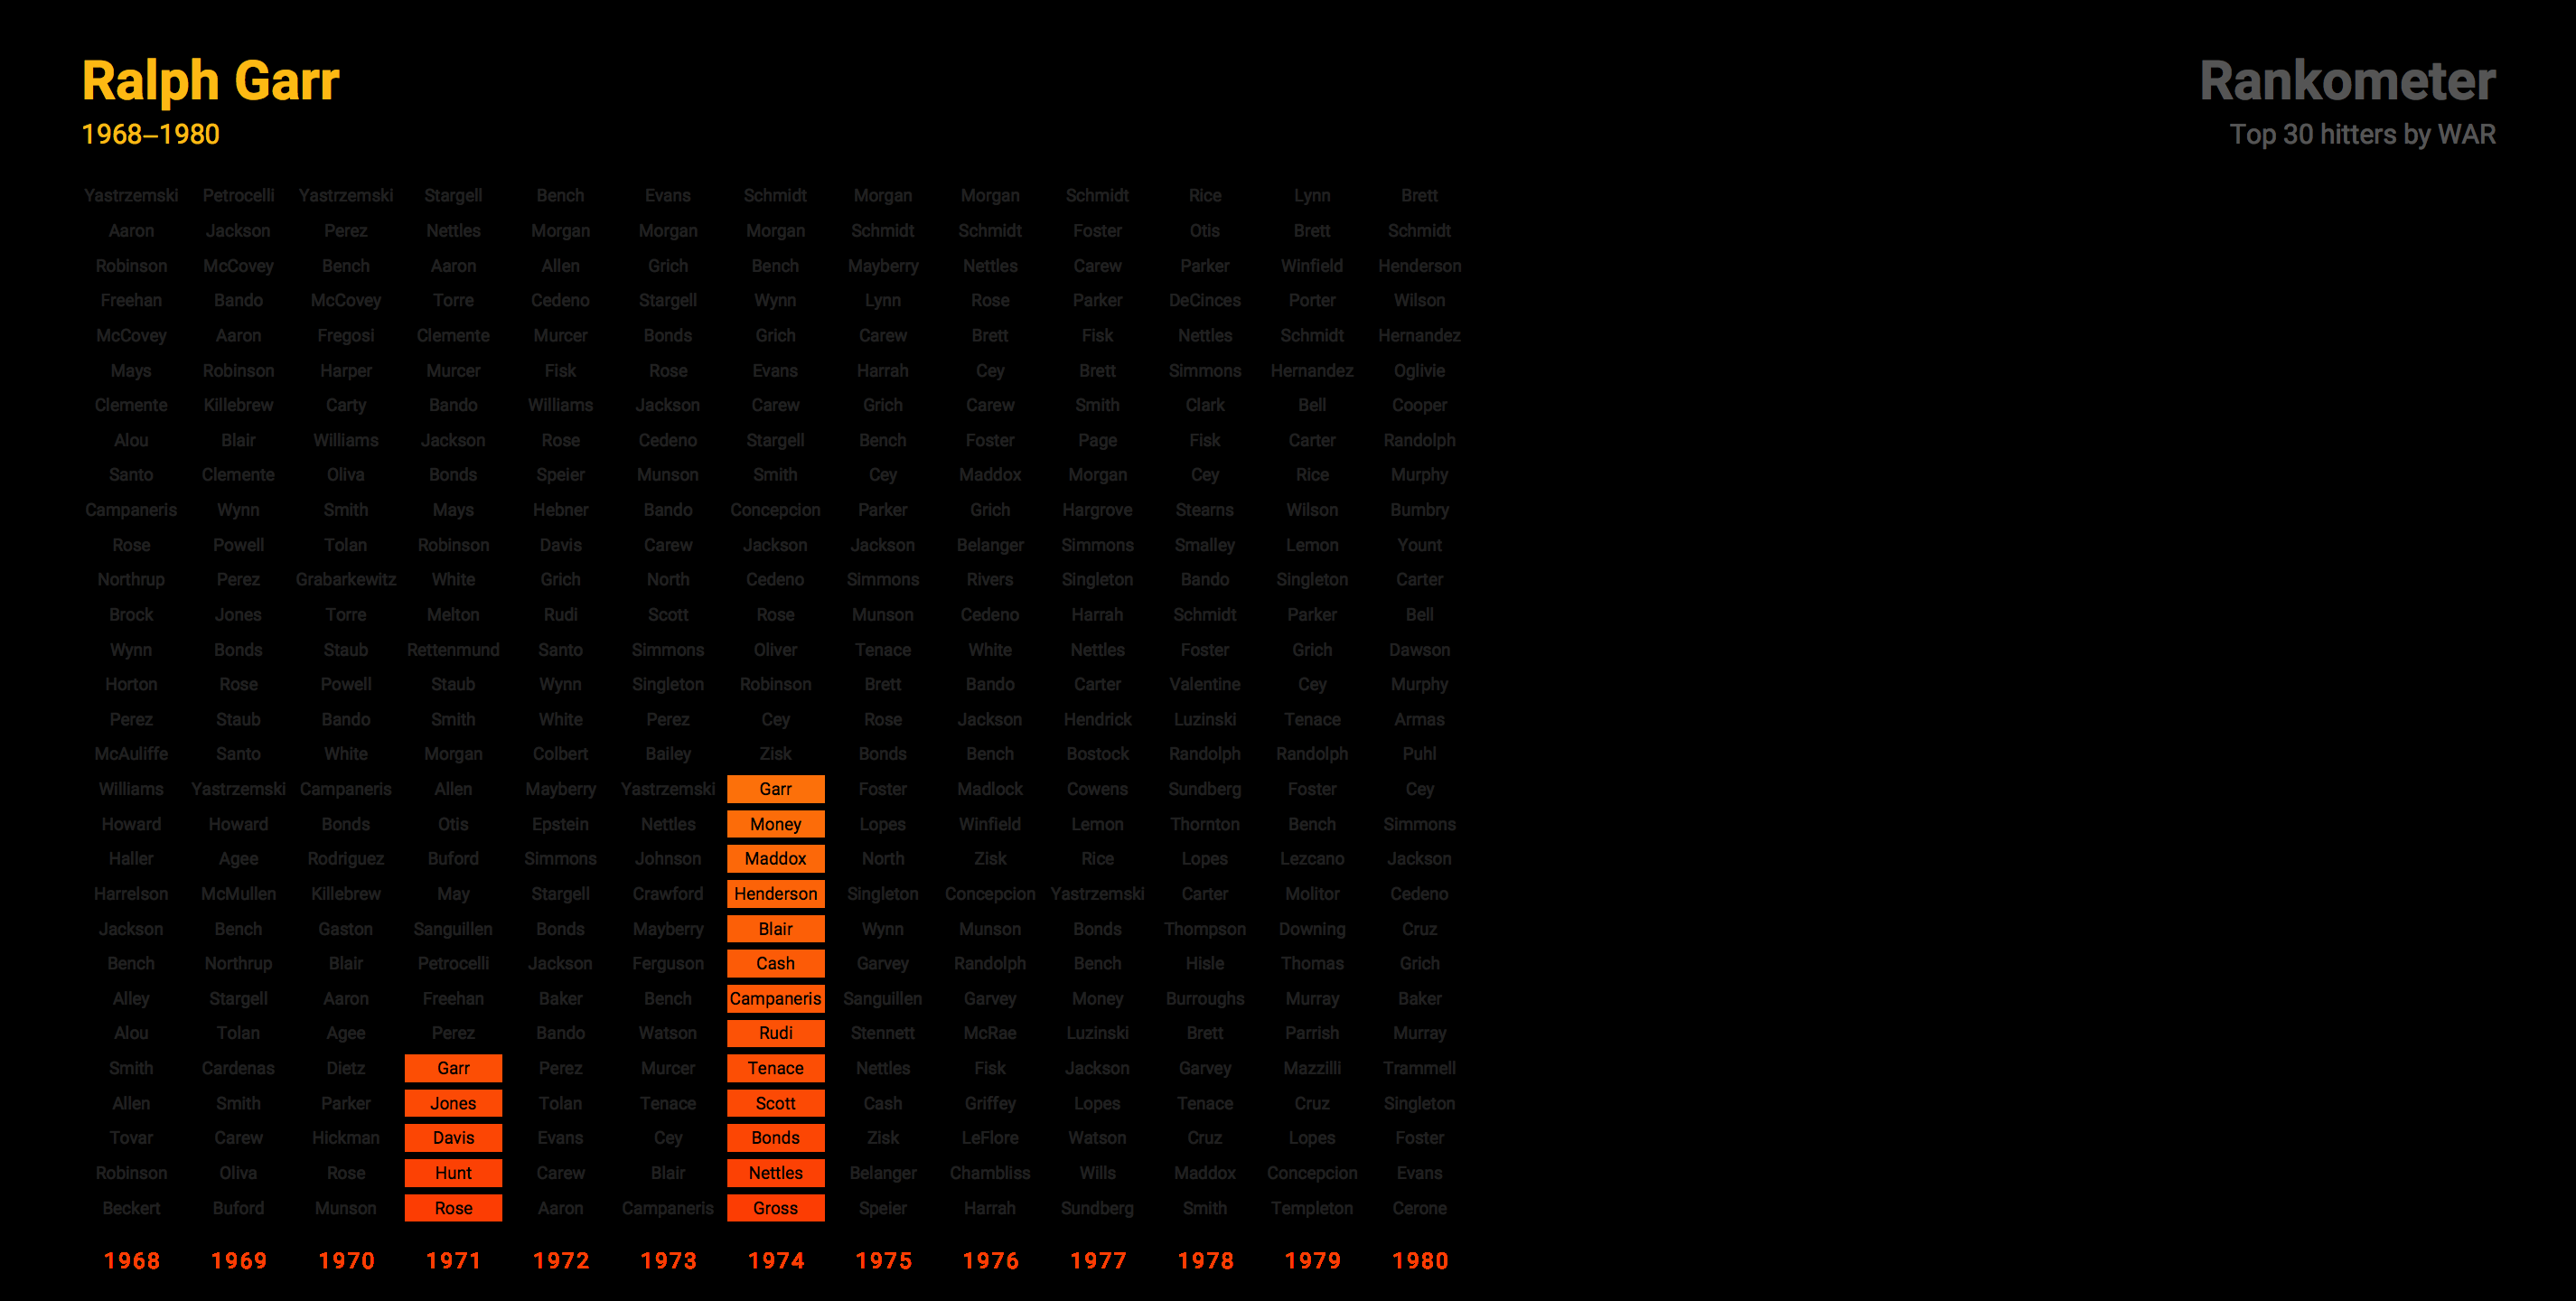 Ralph Garr Rankometer
1968–1980 Top 30 hitters by WAR
Yastrzemski Petrocelli Yastrzemski Stargell Bench Evans Schmidt Morgan Morgan Schmidt Rice Lynn Brett
Aaron Jackson Perez Nettles Morgan Morgan Morgan Schmidt Schmidt Foster Otis Brett Schmidt
Robinson McCovey Bench Aaron Allen Grich Bench Mayberry Nettles Carew Parker Winfield Henderson
Freehan Bando McCovey Torre Cedeno Stargell Wynn Lynn Rose Parker DeCinces Porter Wilson
McCovey Aaron Fregosi Clemente Murcer Bonds Grich Carew Brett Fisk Nettles Schmidt Hernandez
Mays Robinson Harper Murcer Fisk Rose Evans Harrah Cey Brett Simmons Hernandez Oglivie
Clemente Killebrew Carty Bando Williams Jackson Carew Grich Carew Smith Clark Bell Cooper
Alou Blair Williams Jackson Rose Cedeno Stargell Bench Foster Page Fisk Carter Randolph
Santo Clemente Oliva Bonds Speier Munson Smith Cey Maddox Morgan Cey Rice Murphy
Campaneris Wynn Smith Mays Hebner Bando Concepcion Parker Grich Hargrove Stearns Wilson Bumbry
Rose Powell Tolan Robinson Davis Carew Jackson Jackson Belanger Simmons Smalley Lemon Yount
Northrup Perez Grabarkewitz White Grich North Cedeno Simmons Rivers Singleton Bando Singleton Carter
Brock Jones Torre Melton Rudi Scott Rose Munson Cedeno Harrah Schmidt Parker Bell
Wynn Bonds Staub Rettenmund Santo Simmons Oliver Tenace White Nettles Foster Grich Dawson
Horton Rose Powell Staub Wynn Singleton Robinson Brett Bando Carter Valentine Cey Murphy
Perez Staub Bando Smith White Perez Cey Rose Jackson Hendrick Luzinski Tenace Armas
McAuliffe Santo White Morgan Colbert Bailey Zisk Bonds Bench Bostock Randolph Randolph Puhl
Williams Yastrzemski Campaneris Allen Mayberry Yastrzemski Garr Foster Madlock Cowens Sundberg Foster Cey
Howard Howard Bonds Otis Epstein Nettles Money Lopes Winfield Lemon Thornton Bench Simmons
Haller Agee Rodriguez Buford Simmons Johnson Maddox North Zisk Rice Lopes Lezcano Jackson
Harrelson McMullen Killebrew May Stargell Crawford Henderson Singleton Concepcion Yastrzemski Carter Molitor Cedeno
Jackson Bench Gaston Sanguillen Bonds Mayberry Blair Wynn Munson Bonds Thompson Downing Cruz
Bench Northrup Blair Petrocelli Jackson Ferguson Cash Garvey Randolph Bench Hisle Thomas Grich
Alley Stargell Aaron Freehan Baker Bench Campaneris Sanguillen Garvey Money Burroughs Murray Baker
Alou Tolan Agee Perez Bando Watson Rudi Stennett McRae Luzinski Brett Parrish Murray
Smith Cardenas Dietz Garr Perez Murcer Tenace Nettles Fisk Jackson Garvey Mazzilli Trammell
Allen Smith Parker Jones Tolan Tenace Scott Cash Griffey Lopes Tenace Cruz Singleton
Tovar Carew Hickman Davis Evans Cey Bonds Zisk LeFlore Watson Cruz Lopes Foster
Robinson Oliva Rose Hunt Carew Blair Nettles Belanger Chambliss Wills Maddox Concepcion Evans
Beckert Buford Munson Rose Aaron Campaneris Gross Speier Harrah Sundberg Smith Templeton Cerone
1968 1969 1970 1971 1972 1973 1974 1975 1976 1977 1978 1979 1980